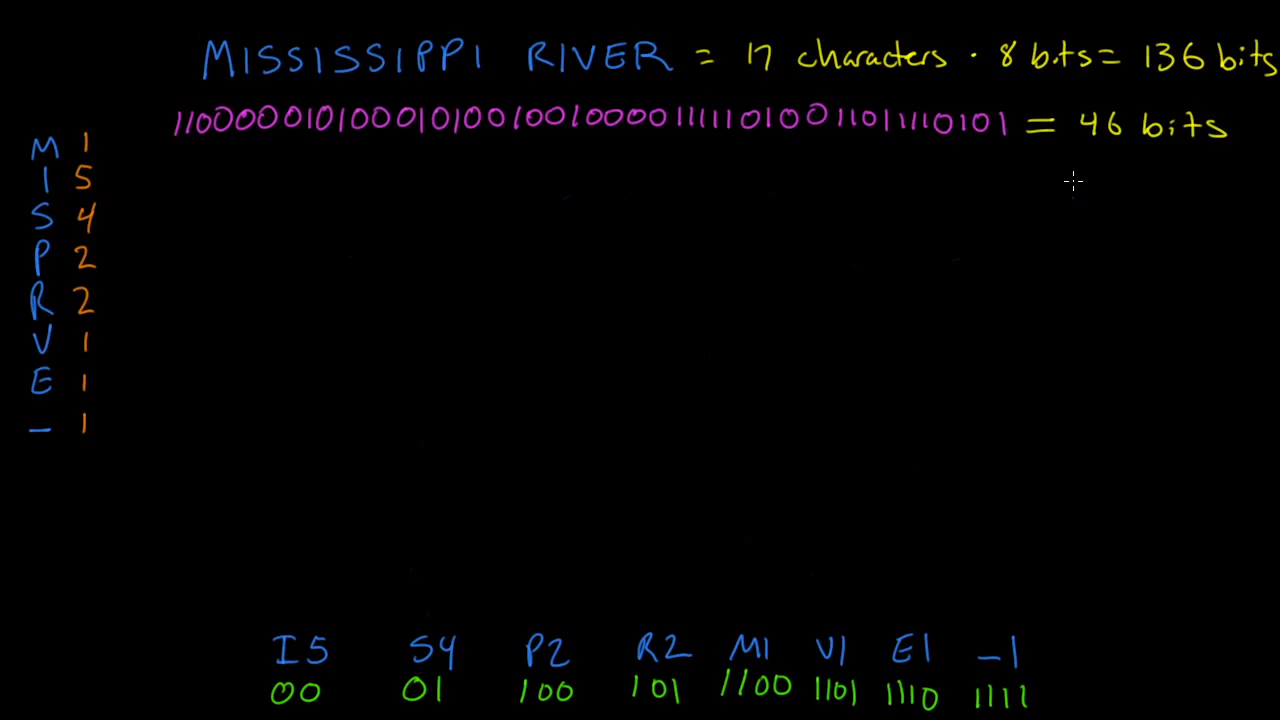 MISSISSIPPI RIVER = 17 characters · 8 bits = 136 bits
1100000101000101001001000011111010011011110101 = 46 bits
M 1
I 5
S 4
P 2
R 2
V 1
E 1
_ 1
I5 S4 P2 R2 M1 V1 E1 _1
00 01 100 101 1100 1101 1110 1111